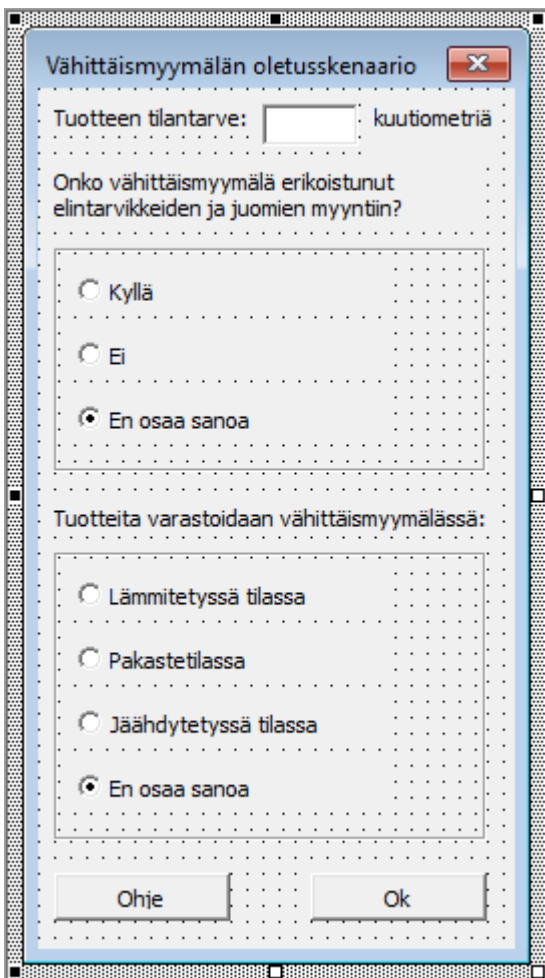 Vähittäismyymälän oletusskenaario
Tuotteen tilantarve: kuutiometriä
Onko vähittäismyymälä erikoistunut
elintarvikkeiden ja juomien myyntiin?
Kyllä
Ei
En osaa sanoa
Tuotteita varastoidaan vähittäismyymälässä:
Lämmitetyssä tilassa
Pakastetilassa
Jäähdytetyssä tilassa
En osaa sanoa
Ohje Ok